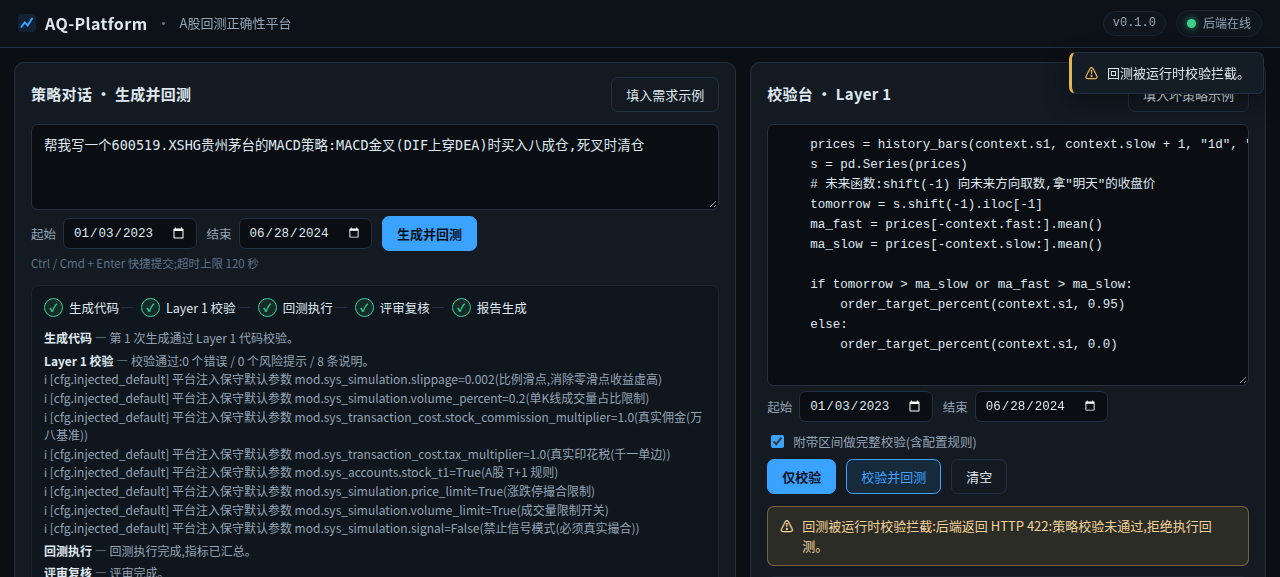 AQ-Platform · A股回测正确性平台
v0.1.0 后端在线
回测被运行时校验拦截。
策略对话 · 生成并回测
填入需求示例
帮我写一个600519.XSHG贵州茅台的MACD策略:MACD金叉(DIF上穿DEA)时买入八成仓,死叉时清仓
起始 01/03/2023 结束 06/28/2024 生成并回测
Ctrl / Cmd + Enter 快捷提交;超时上限 120 秒
生成代码 Layer 1 校验 回测执行 评审复核 报告生成
生成代码 — 第 1 次生成通过 Layer 1 代码校验。
Layer 1 校验 — 校验通过:0 个错误 / 0 个风险提示 / 8 条说明。
i [cfg.injected_default] 平台注入保守默认参数 mod.sys_simulation.slippage=0.002(比例滑点,消除零滑点收益虚高)
i [cfg.injected_default] 平台注入保守默认参数 mod.sys_simulation.volume_percent=0.2(单K线成交量占比限制)
i [cfg.injected_default] 平台注入保守默认参数 mod.sys_transaction_cost.stock_commission_multiplier=1.0(真实佣金(万
八基准))
i [cfg.injected_default] 平台注入保守默认参数 mod.sys_transaction_cost.tax_multiplier=1.0(真实印花税(千一单边))
i [cfg.injected_default] 平台注入保守默认参数 mod.sys_accounts.stock_t1=True(A股 T+1 规则)
i [cfg.injected_default] 平台注入保守默认参数 mod.sys_simulation.price_limit=True(涨跌停撮合限制)
i [cfg.injected_default] 平台注入保守默认参数 mod.sys_simulation.volume_limit=True(成交量限制开关)
i [cfg.injected_default] 平台注入保守默认参数 mod.sys_simulation.signal=False(禁止信号模式(必须真实撮合))
回测执行 — 回测执行完成,指标已汇总。
评审复核 — 评审完成。
校验台 · Layer 1
填入坏策略示例
prices = history_bars(context.s1, context.slow + 1, "1d", "
s = pd.Series(prices)
# 未来函数:shift(-1) 向未来方向取数,拿"明天"的收盘价
tomorrow = s.shift(-1).iloc[-1]
ma_fast = prices[-context.fast:].mean()
ma_slow = prices[-context.slow:].mean()
if tomorrow > ma_slow or ma_fast > ma_slow:
order_target_percent(context.s1, 0.95)
else:
order_target_percent(context.s1, 0.0)
起始 01/03/2023 结束 06/28/2024
附带区间做完整校验(含配置规则)
仅校验 校验并回测 清空
回测被运行时校验拦截:后端返回 HTTP 422:策略校验未通过,拒绝执行回
测。